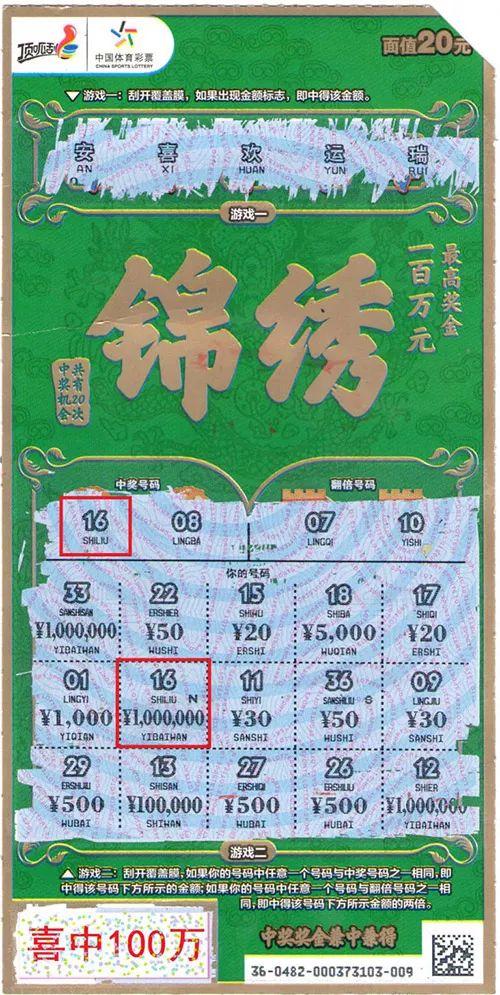 顶呱刮
中国体育彩票
CHINA SPORTS LOTTERY
面值20元
▼游戏一：刮开覆盖膜，如果出现金额标志，即中得该金额。
安 喜 欢 运 瑞
AN XI HUAN YUN RUI
游戏一
锦绣
最高奖金
一百万元
共有20次
中奖机会
中奖号码 翻倍号码
16 08 07 10
SHILIU LINGBA LINGQI YISHI
你的号码
33 22 15 18 17
SANSHISAN ERSHIER SHIWU SHIBA SHIQI
¥1,000,000 ¥50 ¥20 ¥5,000 ¥20
YIBAIWAN WUSHI ERSHI WUQIAN ERSHI
01 16 11 36 09
LINGYI SHILIU N SHIYI SANSHILIU S LINGJIU
¥1,000 ¥1,000,000 ¥30 ¥50 ¥30
YIQIAN YIBAIWAN SANSHI WUSHI SANSHI
29 13 27 26 12
ERSHIJIU SHISAN ERSHIQI ERSHILIU SHIER
¥500 ¥100,000 ¥500 ¥500 ¥1,000,000
WUBAI SHIWAN WUBAI WUBAI YIBAIWAN
游戏二
▲游戏二：刮开覆盖膜，如果你的号码中任意一个号码与中奖号码之一相同，即
中得该号码下方所示的金额；如果你的号码中任意一个号码与翻倍号码之一相
同，即中得该号码下方所示金额的两倍。
喜中100万
中奖奖金兼中兼得
36-0482-000373103-009